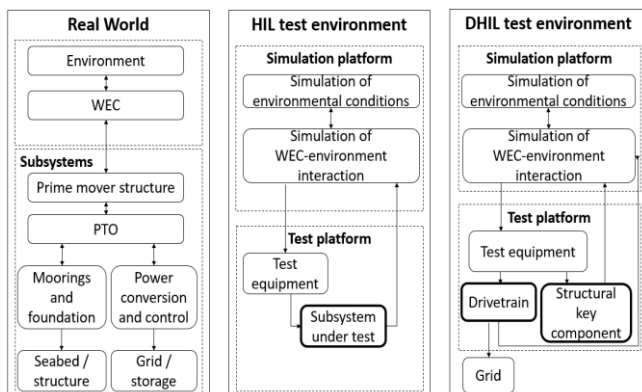 Real World
Environment
WEC
Subsystems
Prime mover structure
PTO
Moorings
and
foundation
Power
conversion
and control
Seabed /
structure
Grid /
storage
HIL test environment
Simulation platform
Simulation of
environmental conditions
Simulation of
WEC-environment
interaction
Test platform
Test
equipment
Subsystem
under test
DHIL test environment
Simulation platform
Simulation of
environmental conditions
Simulation of
WEC-environment
interaction
Test platform
Test equipment
Drivetrain
Structural
key
component
Grid